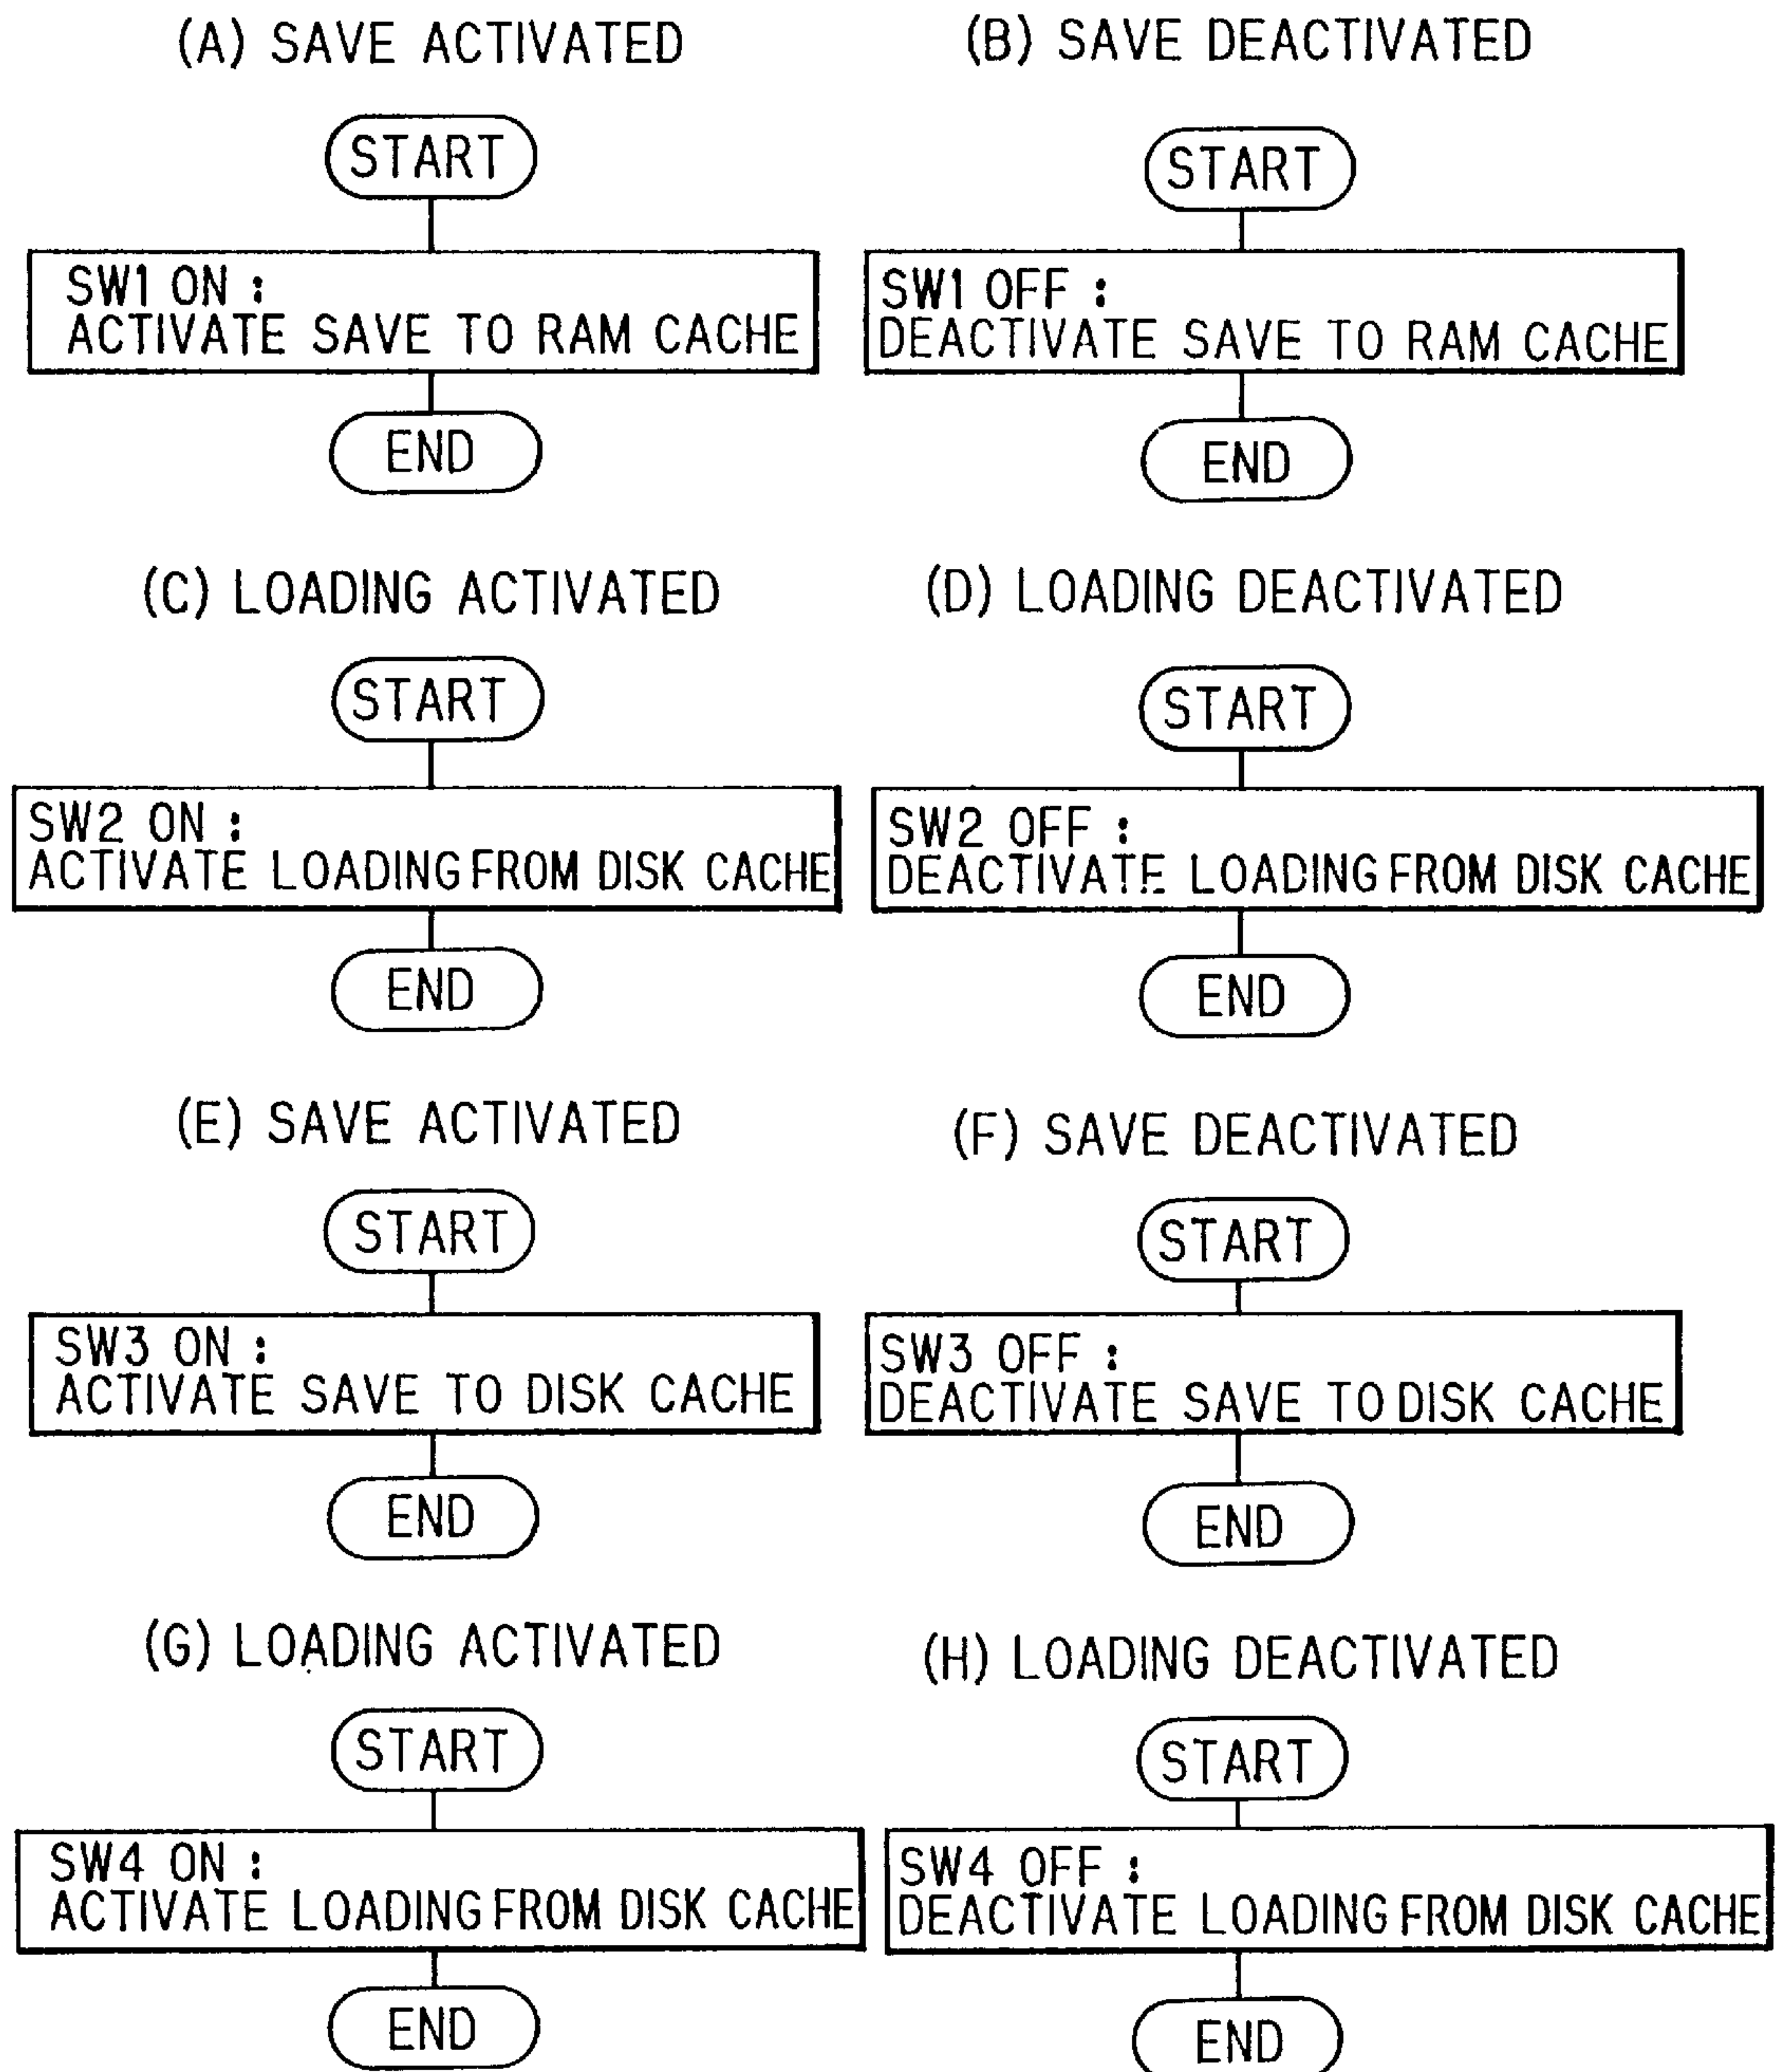 (A) SAVE ACTIVATED
START
SW1 ON :
ACTIVATE SAVE TO RAM CACHE
END
(B) SAVE DEACTIVATED
START
SW1 OFF :
DEACTIVATE SAVE TO RAM CACHE
END
(C) LOADING ACTIVATED
START
SW2 ON :
ACTIVATE LOADING FROM DISK CACHE
END
(D) LOADING DEACTIVATED
START
SW2 OFF :
DEACTIVATE LOADING FROM DISK CACHE
END
(E) SAVE ACTIVATED
START
SW3 ON :
ACTIVATE SAVE TO DISK CACHE
END
(F) SAVE DEACTIVATED
START
SW3 OFF :
DEACTIVATE SAVE TO DISK CACHE
END
(G) LOADING ACTIVATED
START
SW4 ON :
ACTIVATE LOADING FROM DISK CACHE
END
(H) LOADING DEACTIVATED
START
SW4 OFF :
DEACTIVATE LOADING FROM DISK CACHE
END